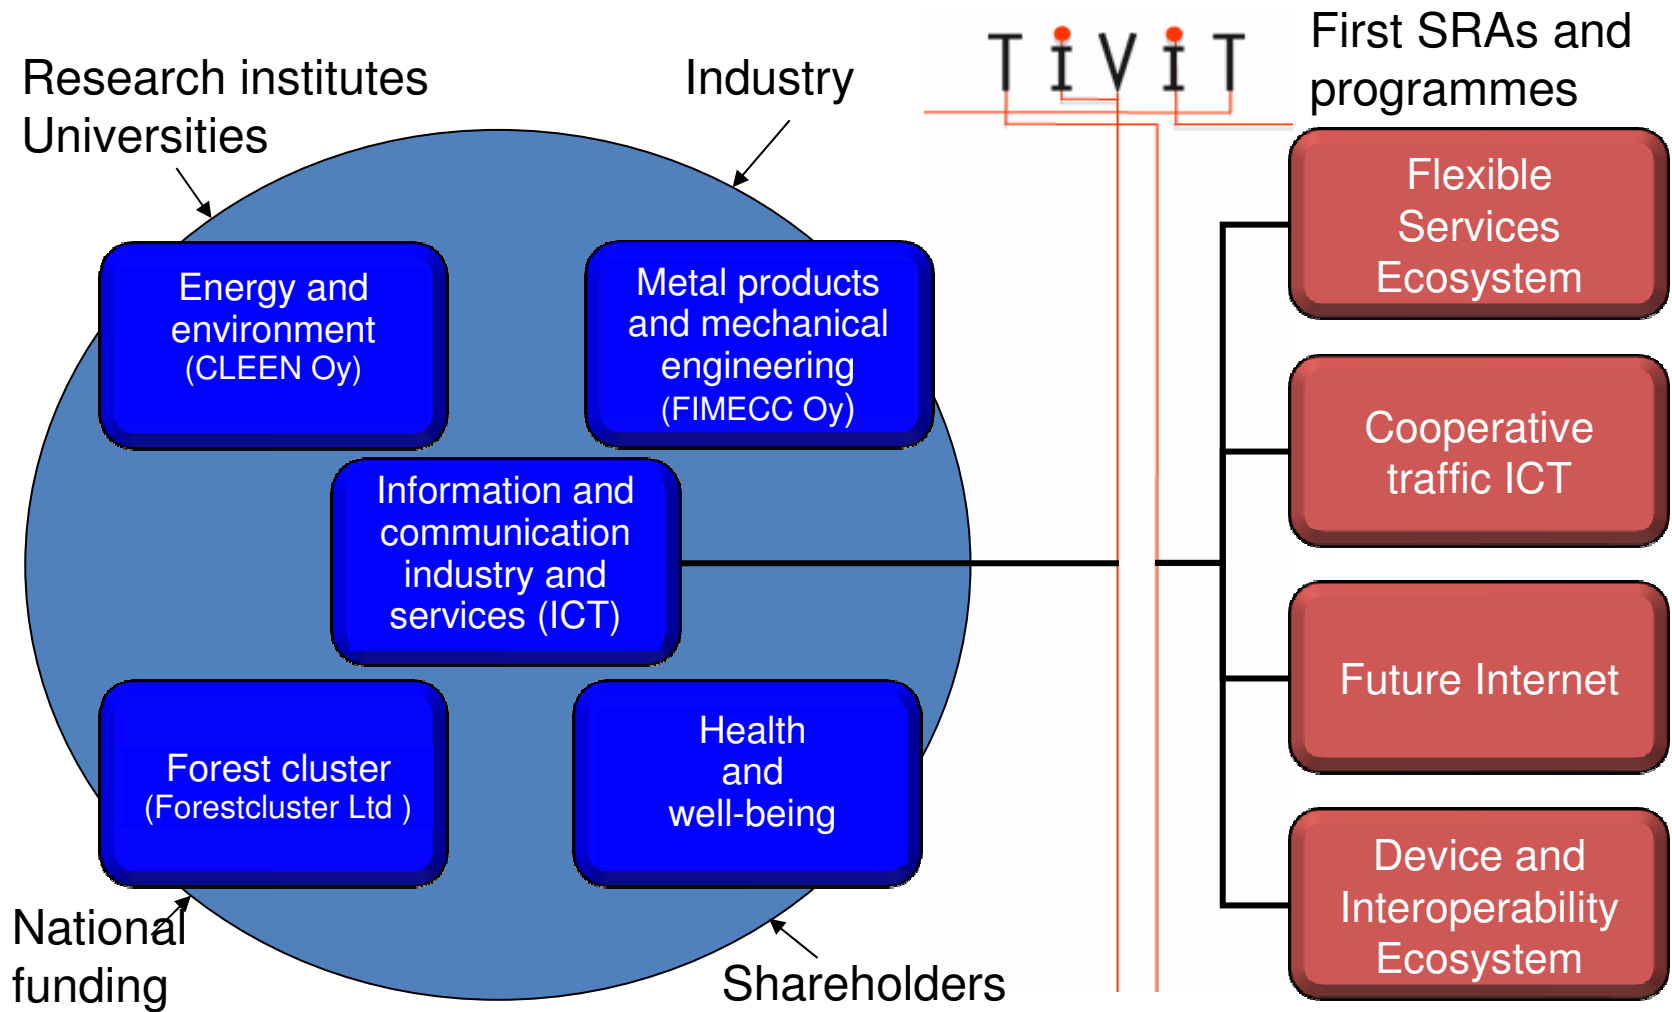 Research institutes
Universities
Industry
TiViT
First SRAs and
programmes
Energy and
environment
(CLEEN Oy)
Metal products
and mechanical
engineering
(FIMECC Oy)
Information and
communication
industry and
services (ICT)
Forest cluster
(Forestcluster Ltd )
Health
and
well-being
National
funding
Shareholders
Flexible
Services
Ecosystem
Cooperative
traffic ICT
Future Internet
Device and
Interoperability
Ecosystem